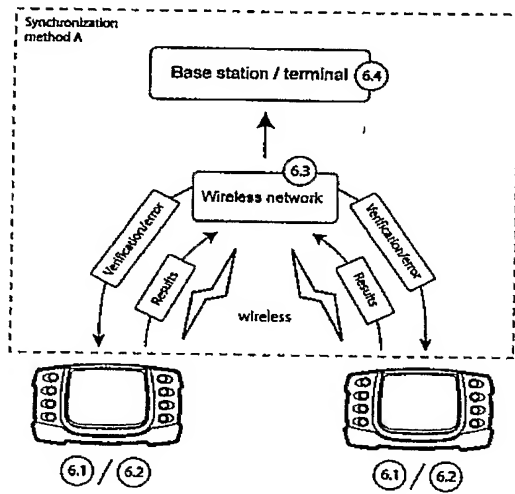 Synchronization
method A
Base station / terminal
6.4
6.3
Wireless network
Verification/error
Results
wireless
Results
Verification/error
6.1 / 6.2
6.1 / 6.2